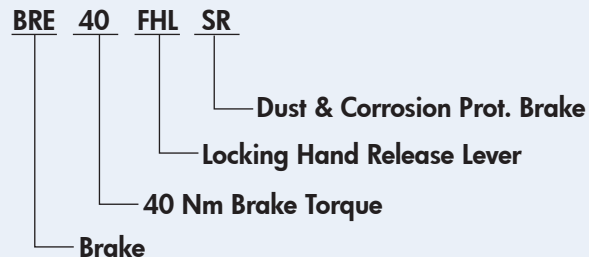 BRE 40 FHL SR
Dust & Corrosion Prot. Brake
Locking Hand Release Lever
40 Nm Brake Torque
Brake